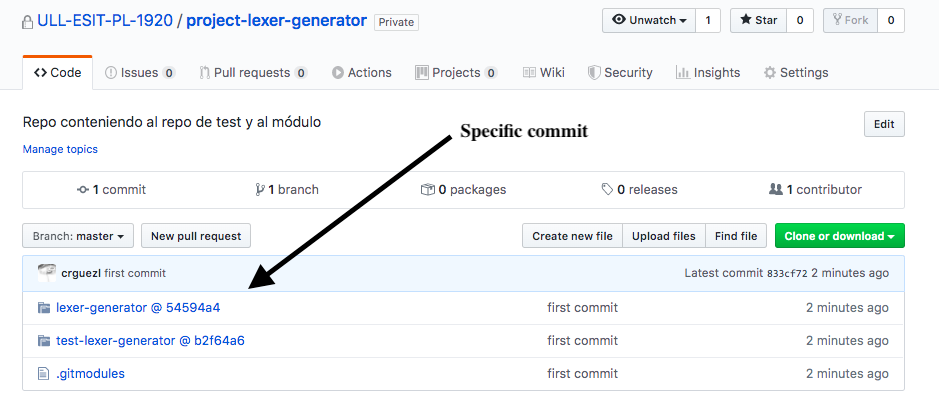 ULL-ESIT-PL-1920 / project-lexer-generator Private
Unwatch 1 Star 0 Fork 0
Code Issues 0 Pull requests 0 Actions Projects 0 Wiki Security Insights Settings
Repo conteniendo al repo de test y al módulo
Edit
Specific commit
Manage topics
1 commit 1 branch 0 packages 0 releases 1 contributor
Branch: master New pull request Create new file Upload files Find file Clone or download
crguezl first commit Latest commit 833cf72 2 minutes ago
lexer-generator @ 54594a4 first commit 2 minutes ago
test-lexer-generator @ b2f64a6 first commit 2 minutes ago
.gitmodules first commit 2 minutes ago